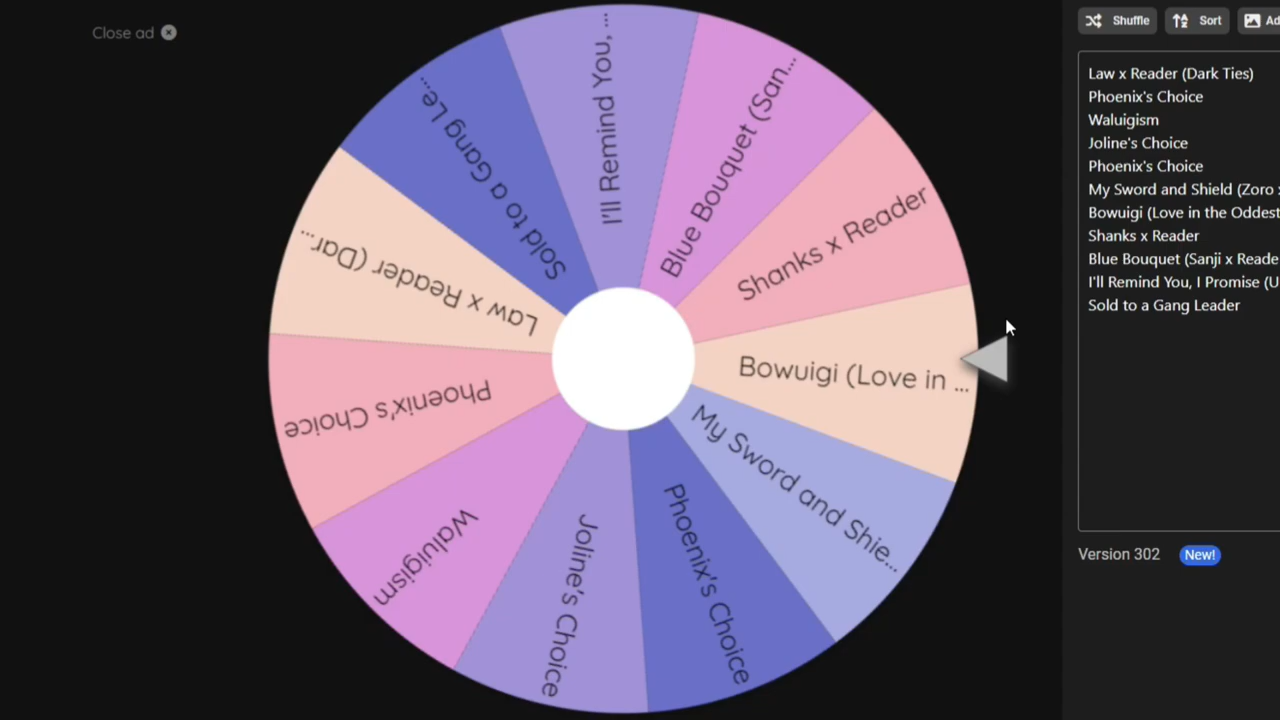 Close ad
I'll Remind You, ...
Blue Bouquet (San...
Shanks x Reader
Bowuigi (Love in ...
My Sword and Shie...
Phoenix's Choice
Joline's Choice
Waluigism
Phoenix's Choice
Law x Reader (Dar...
Sold to a Gang Le...
Shuffle
Sort
Ad
Law x Reader (Dark Ties)
Phoenix's Choice
Waluigism
Joline's Choice
Phoenix's Choice
My Sword and Shield (Zoro
Bowuigi (Love in the Oddest
Shanks x Reader
Blue Bouquet (Sanji x Reade
I'll Remind You, I Promise (U
Sold to a Gang Leader
Version 302
New!